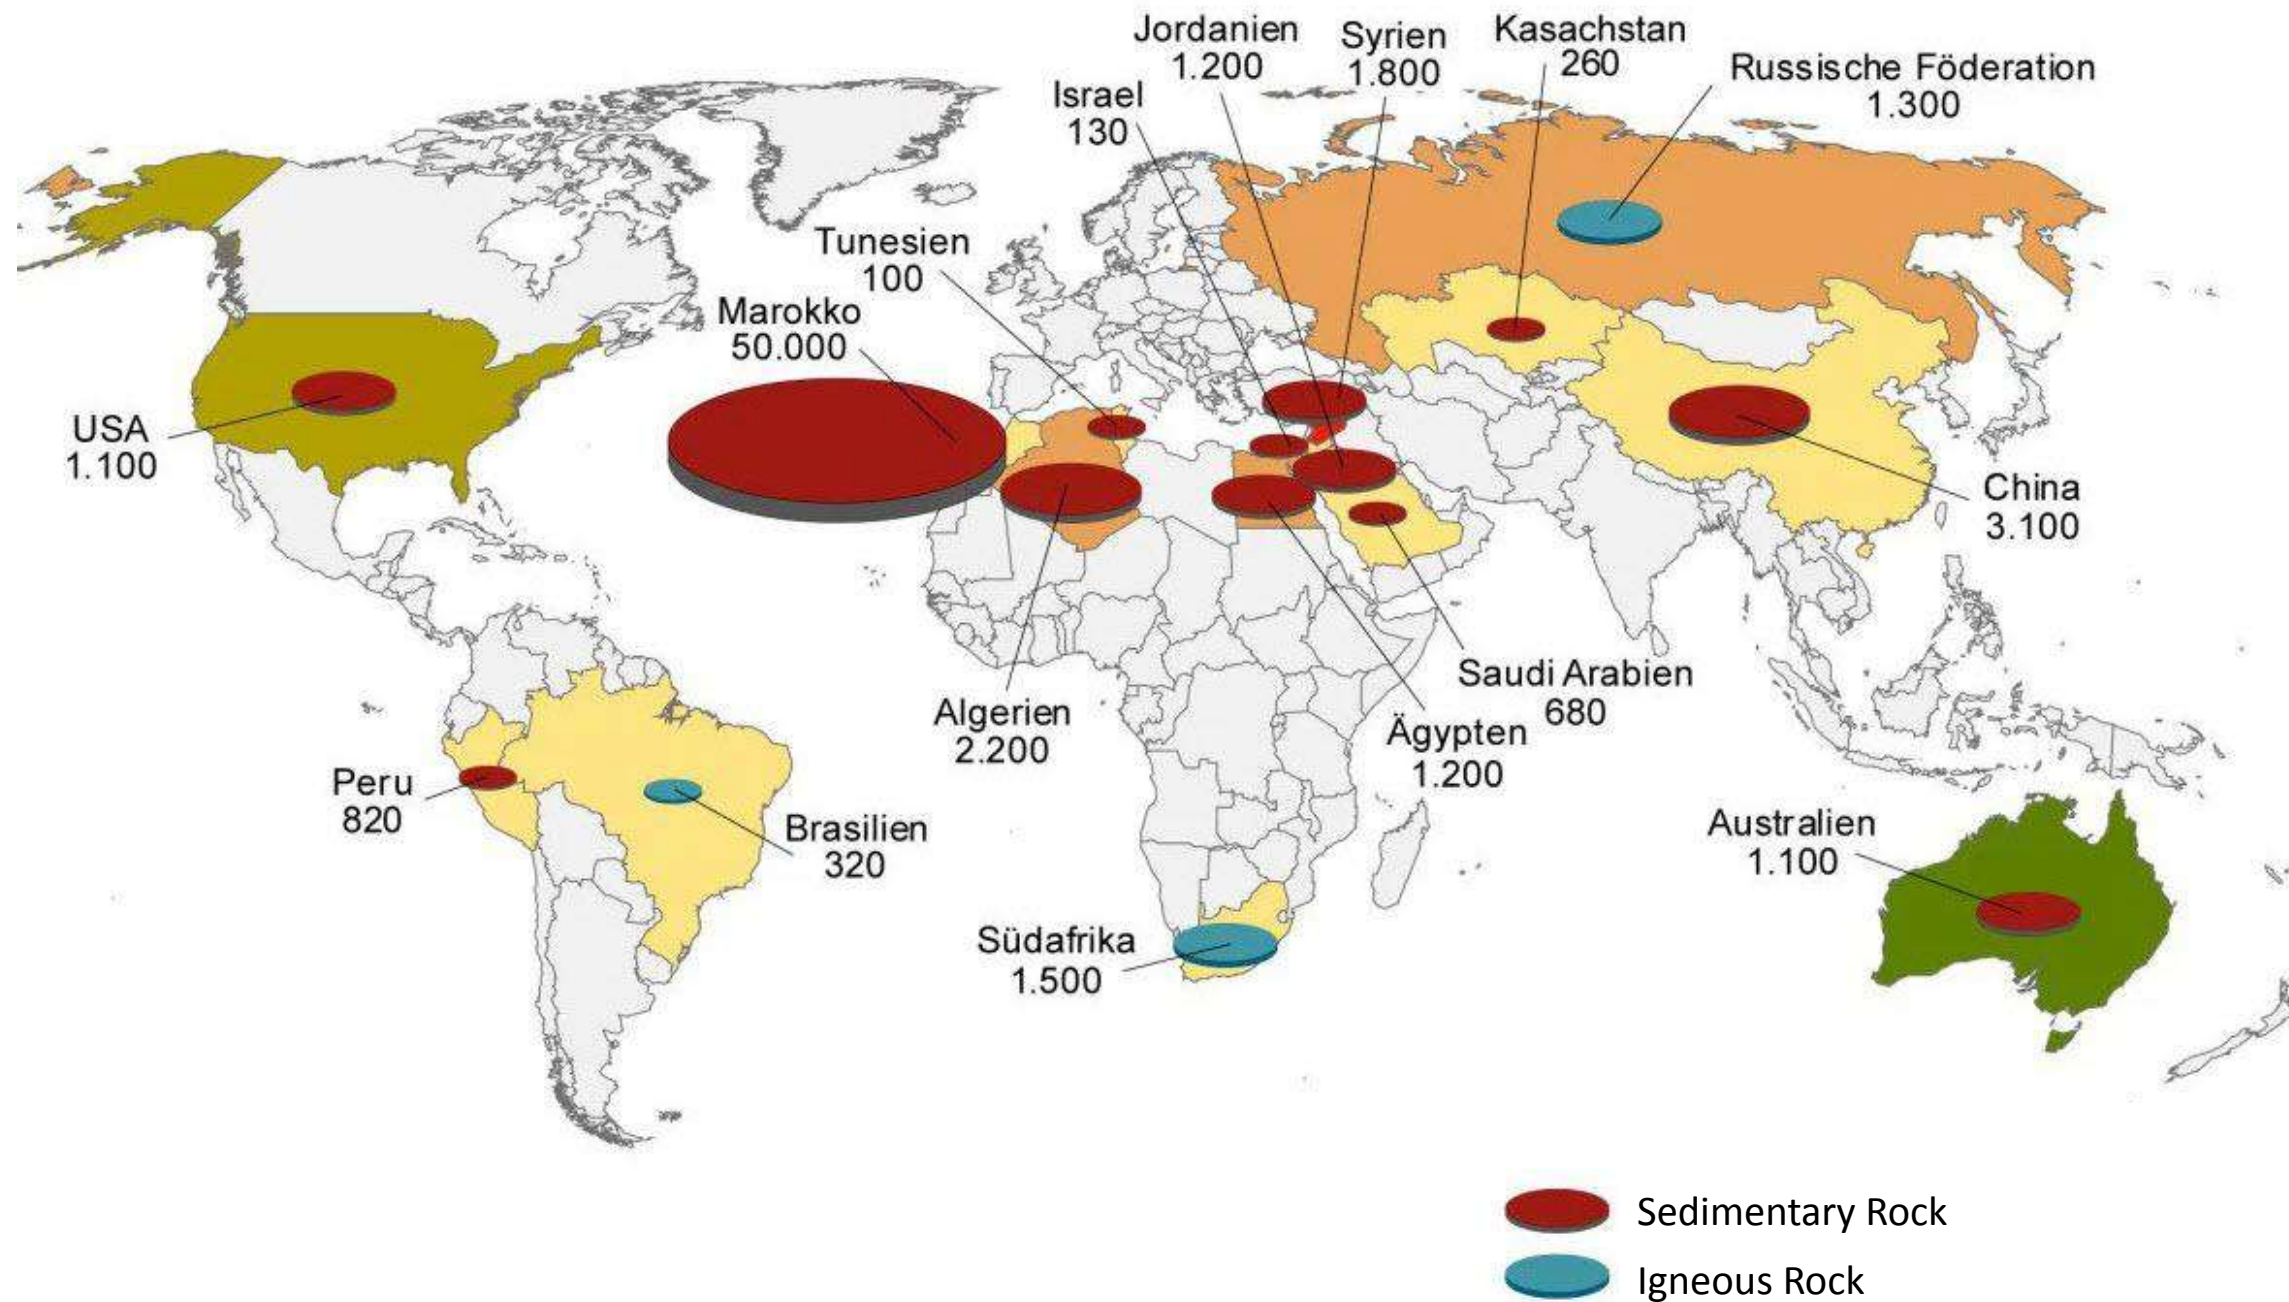 Jordanien
1.200
Syrien
1.800
Kasachstan
260
Russische Föderation
1.300
Israel
130
Tunesien
100
Marokko
50.000
USA
1.100
China
3.100
Saudi Arabien
680
Algerien
2.200
Ägypten
1.200
Peru
820
Brasilien
320
Australien
1.100
Südafrika
1.500
Sedimentary Rock
Igneous Rock